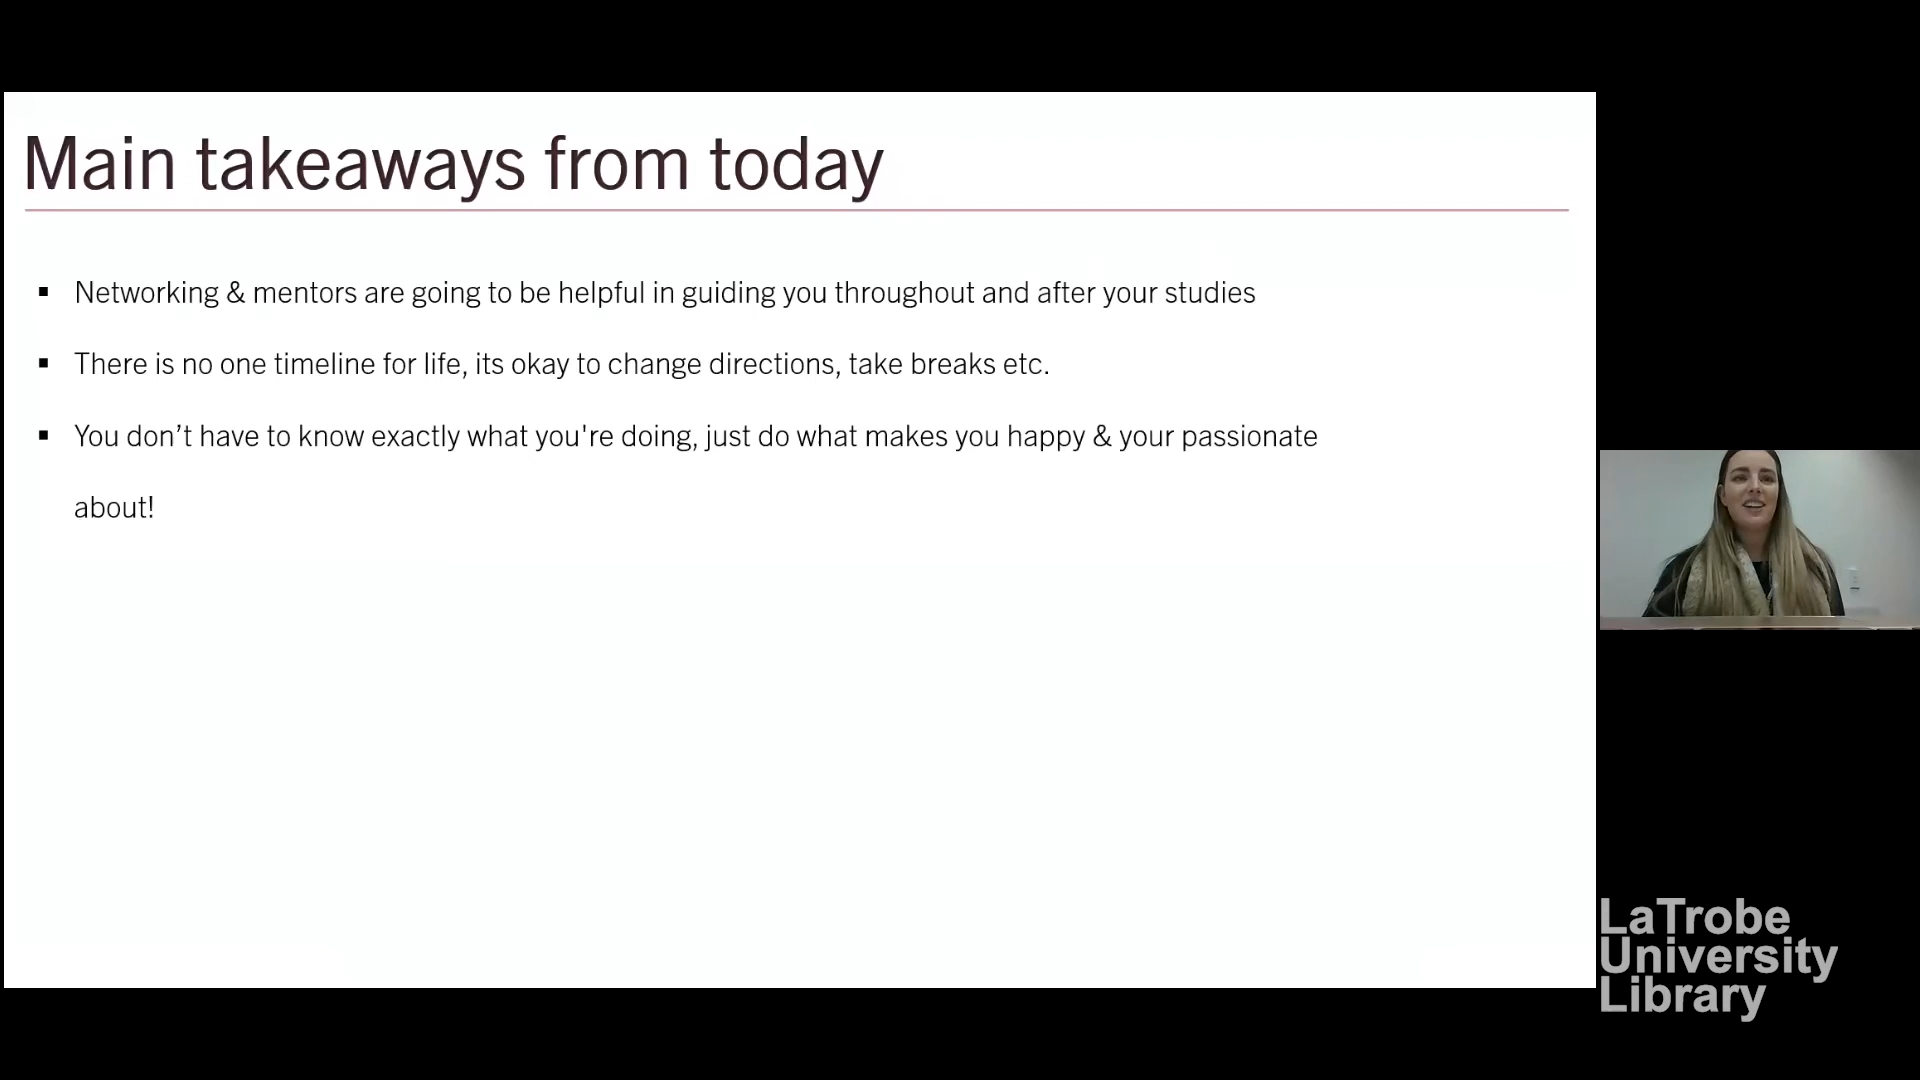 Main takeaways from today
▪ Networking & mentors are going to be helpful in guiding you throughout and after your studies
▪ There is no one timeline for life, its okay to change directions, take breaks etc.
▪ You don’t have to know exactly what you're doing, just do what makes you happy & your passionate
about!
LaTrobe
University
Library